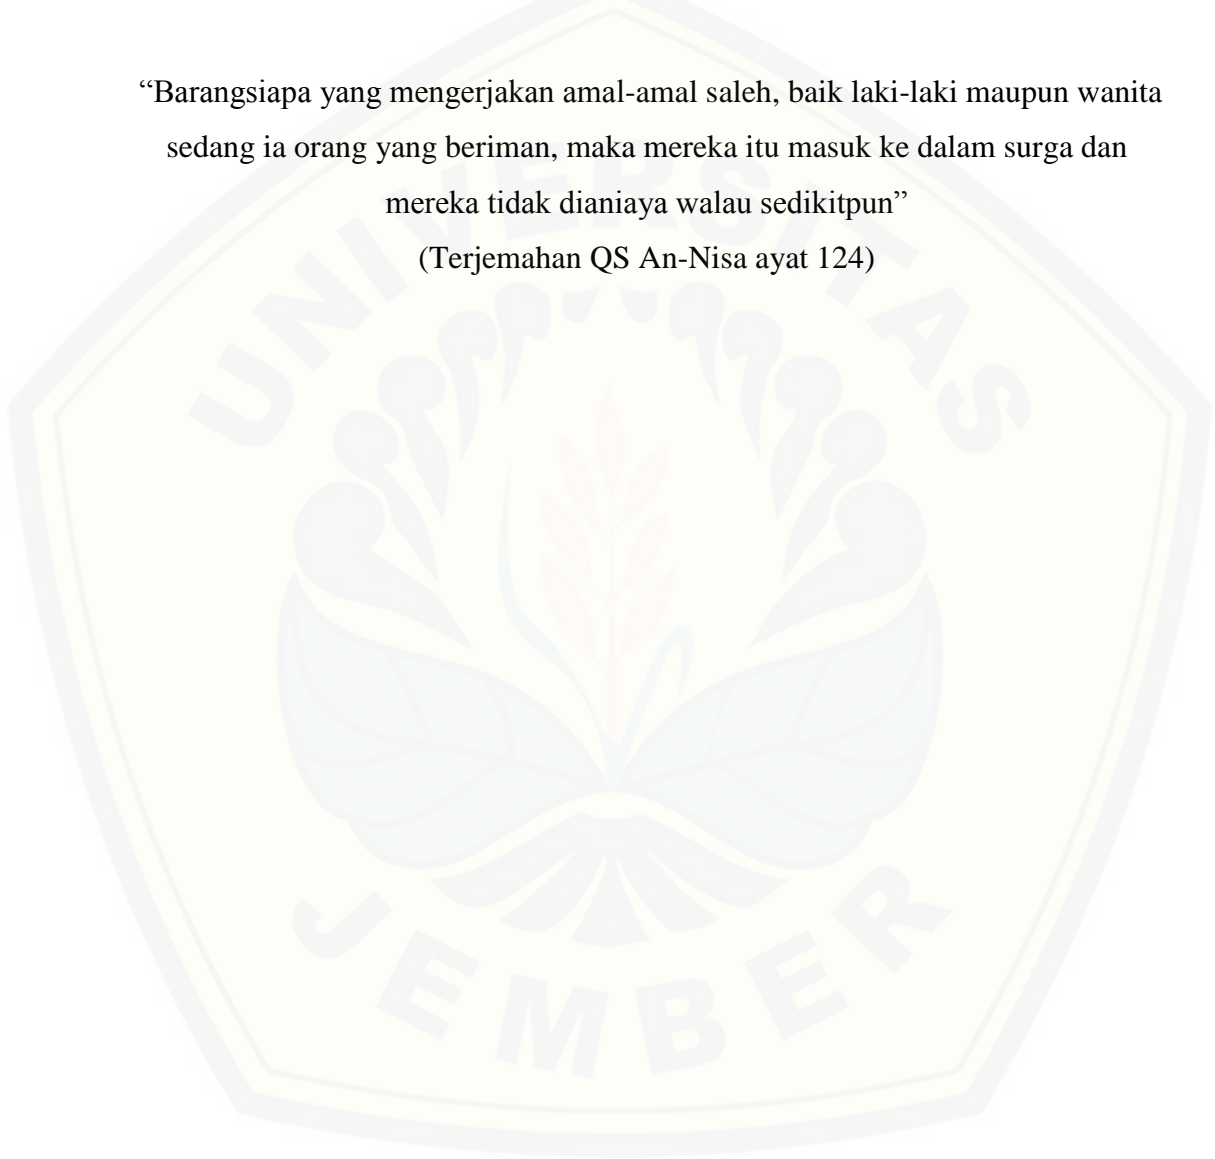 “Barangsiapa yang mengerjakan amal-amal saleh, baik laki-laki maupun wanita
sedang ia orang yang beriman, maka mereka itu masuk ke dalam surga dan
mereka tidak dianiaya walau sedikitpun”
(Terjemahan QS An-Nisa ayat 124)
UNIVERSITAS
JEMBER